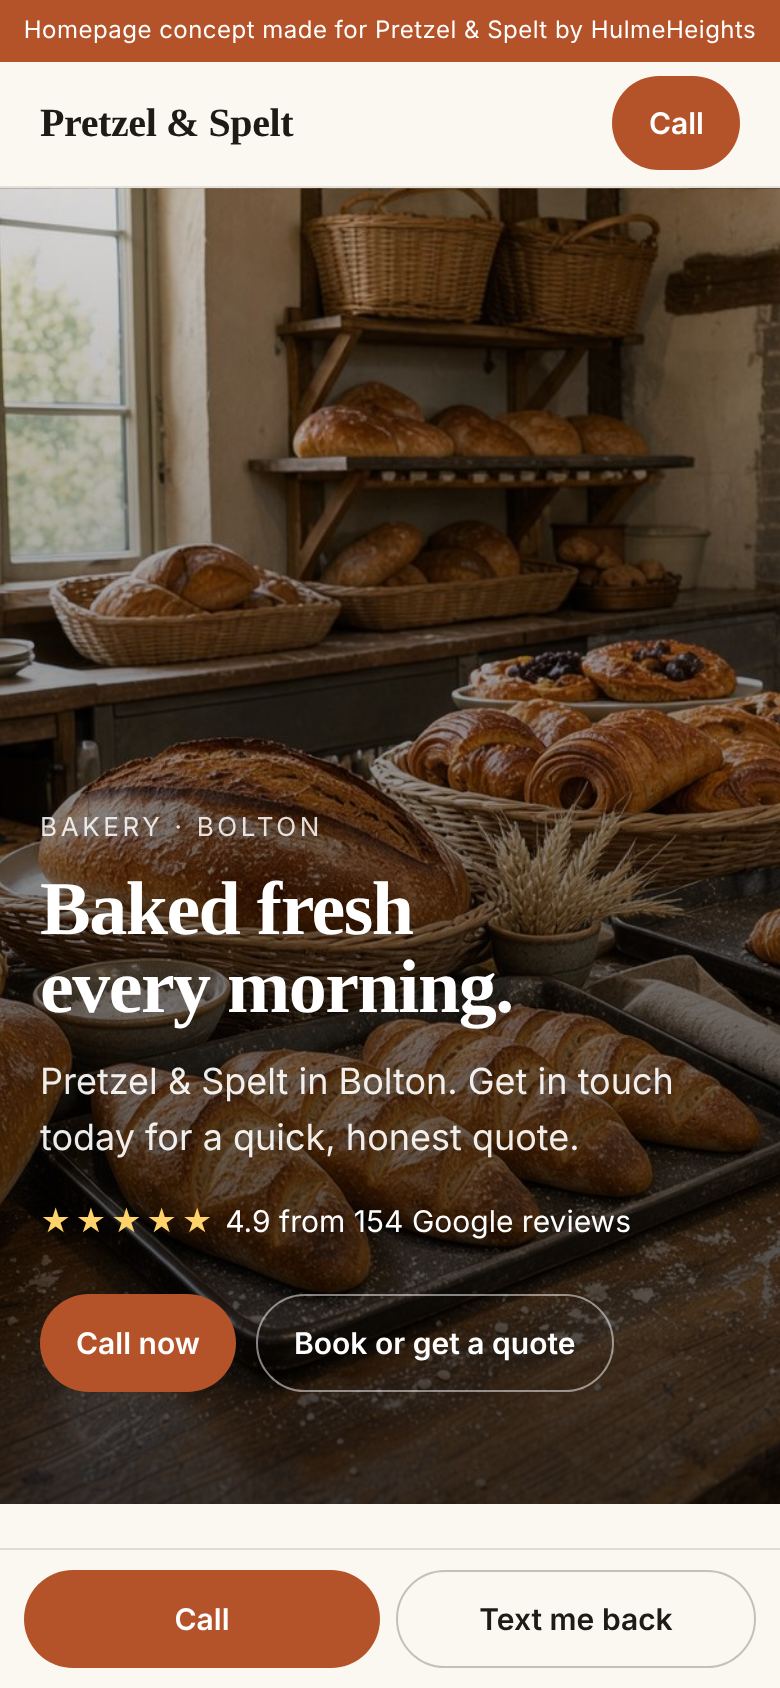 Homepage concept made for Pretzel & Spelt by HulmeHeights
Pretzel & Spelt
Call
BAKERY · BOLTON
Baked fresh
every morning.
Pretzel & Spelt in Bolton. Get in touch
today for a quick, honest quote.
★★★★★ 4.9 from 154 Google reviews
Call now
Book or get a quote
Call
Text me back